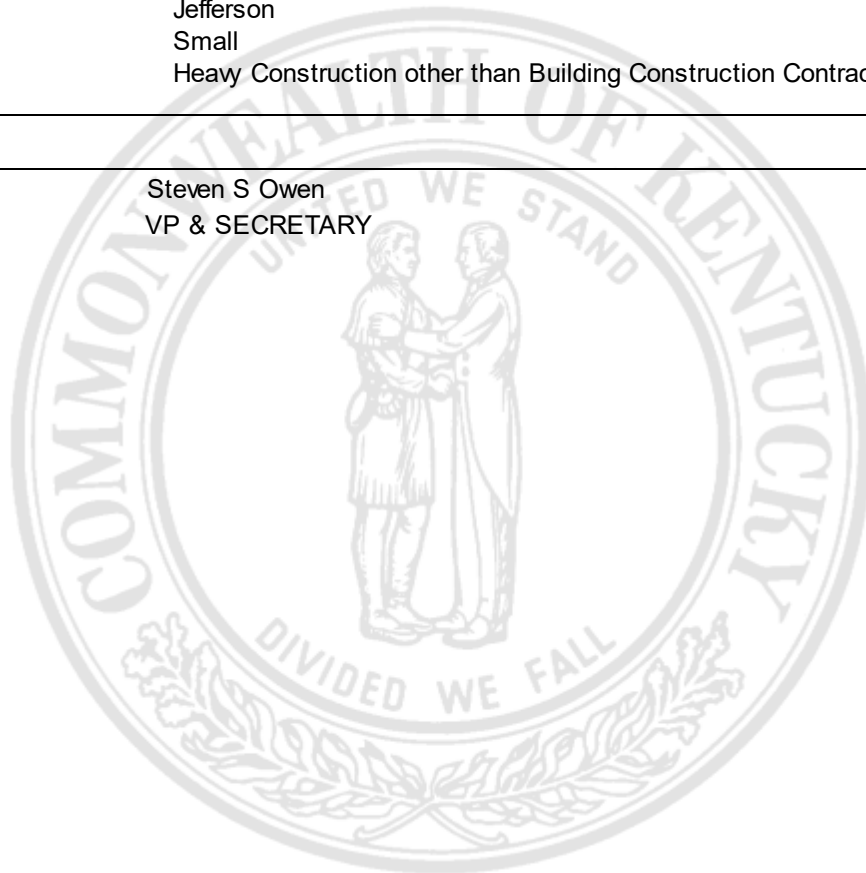 Jefferson
Small
Heavy Construction other than Building Construction Contrac
Steven S Owen
VP & SECRETARY
COMMONWEALTH OF KENTUCKY
UNITED WE STAND
DIVIDED WE FALL